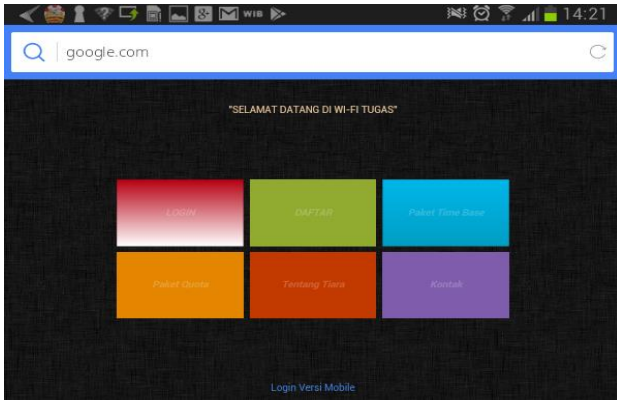 WIB
14:21
google.com
"SELAMAT DATANG DI WI-FI TUGAS"
LOGIN
DAFTAR
Paket Time Base
Paket Quota
Tentang Tiara
Kontak
Login Versi Mobile